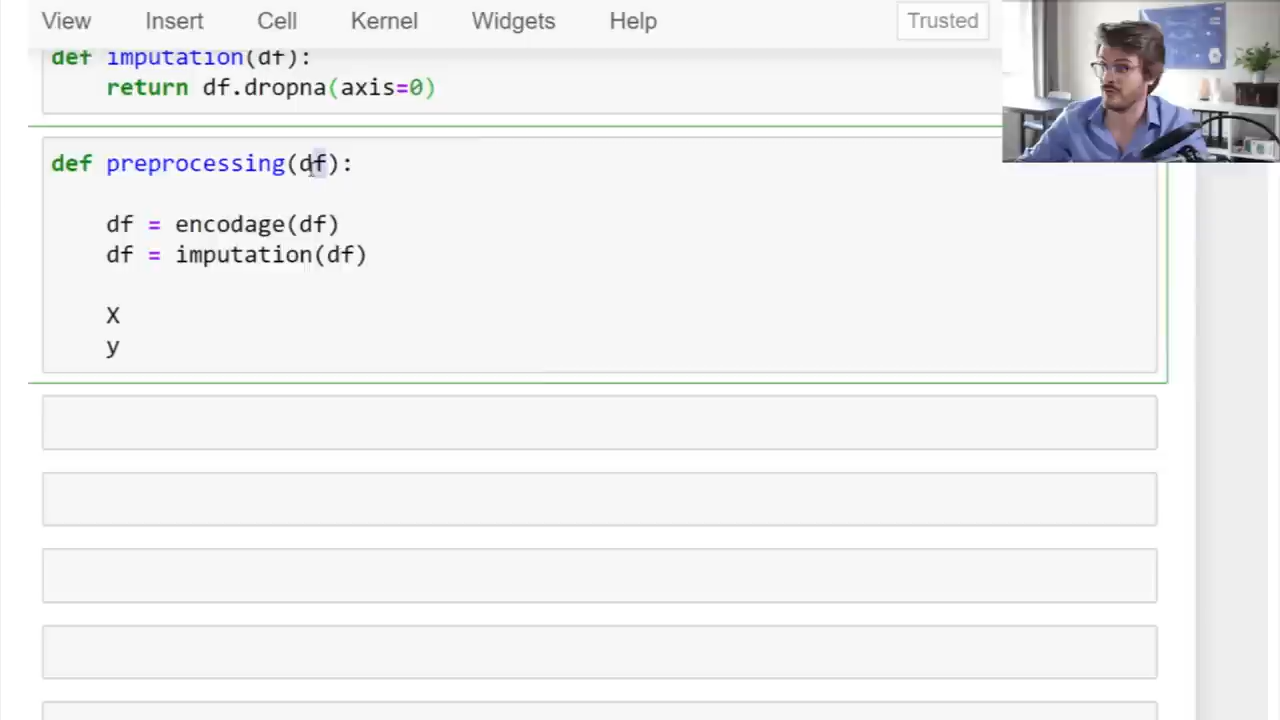 View Insert Cell Kernel Widgets Help Trusted
def imputation(df):
return df.dropna(axis=0)
def preprocessing(df):
df = encodage(df)
df = imputation(df)
X
y